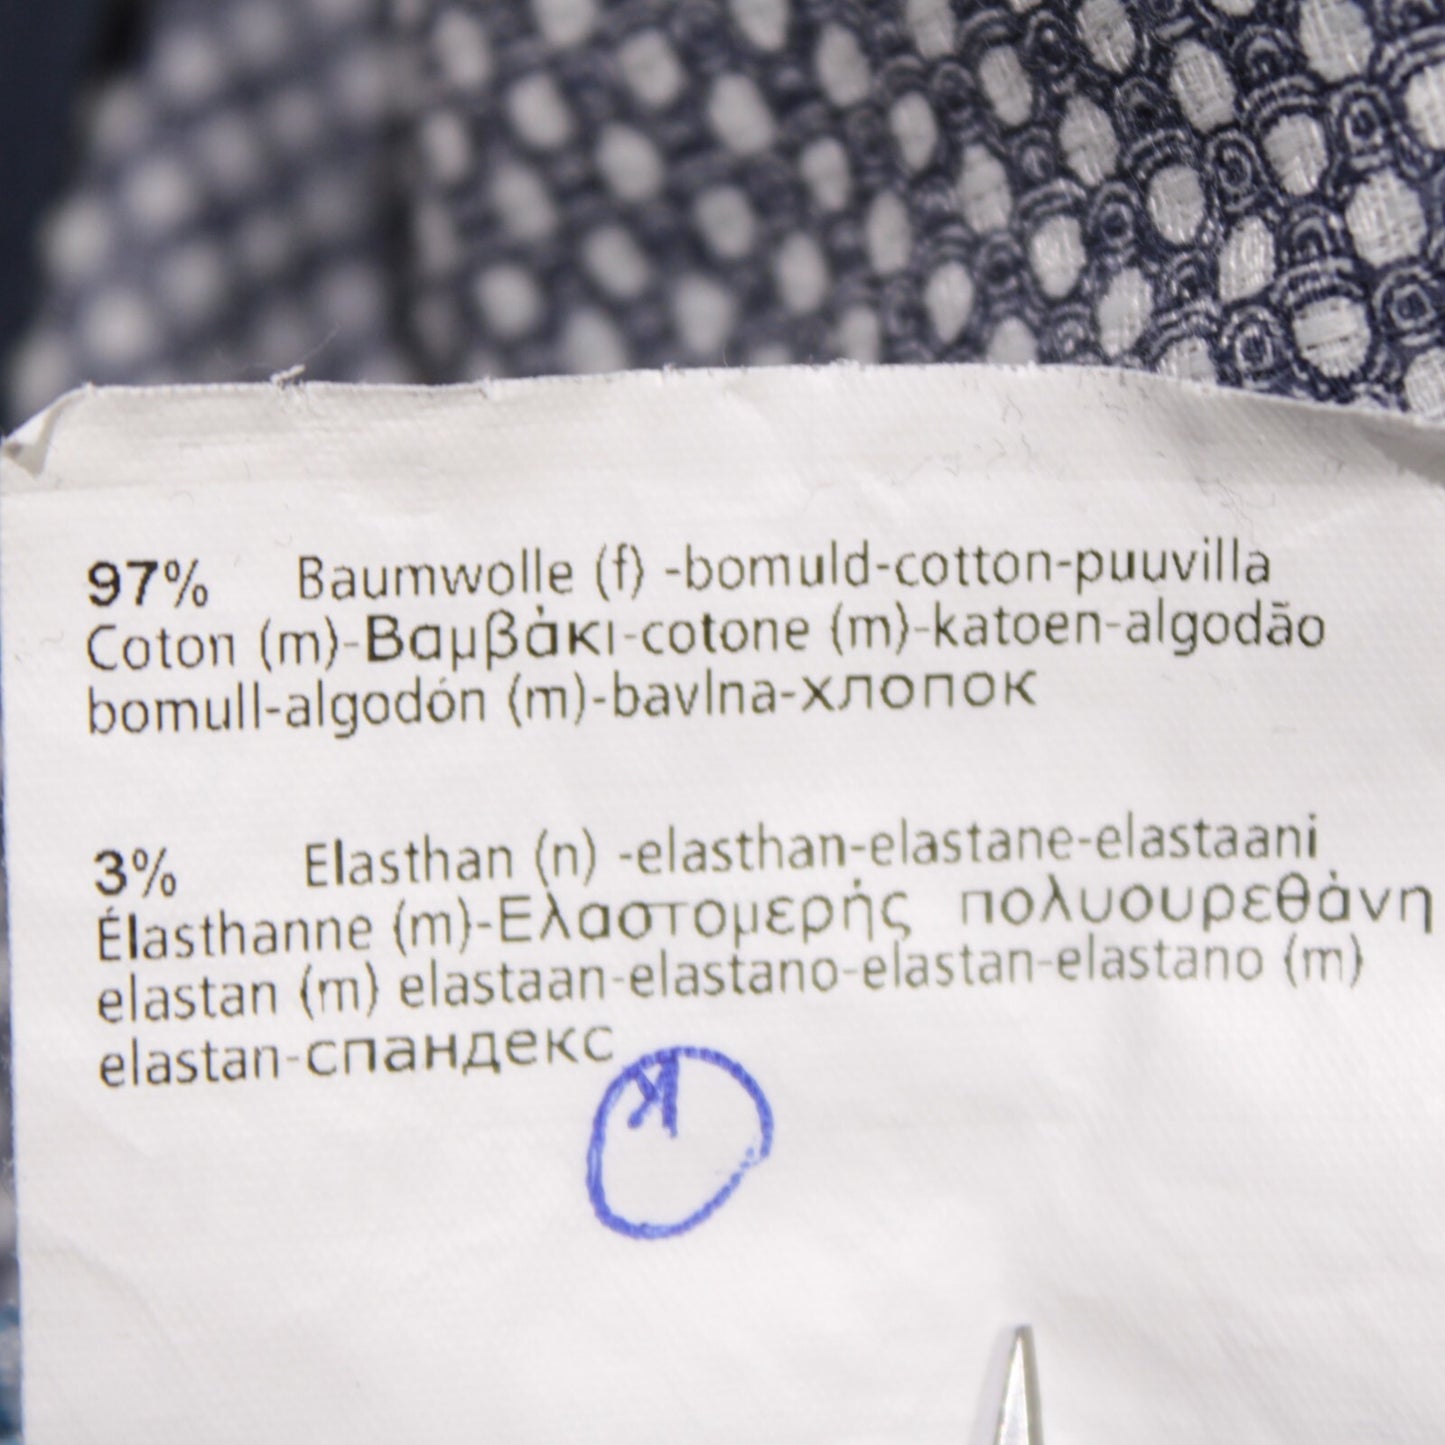 97% Baumwolle (f) -bomuld-cotton-puuvilla
Coton (m)-Βαμβάκι-cotone (m)-katoen-algodão
bomull-algodón (m)-bavlna-хлопок
3% Elasthan (n) -elasthan-elastane-elastaani
Élasthanne (m)-Ελαστομερής πολυουρεθάνη
elastan (m) elastaan-elastano-elastan-elastano (m)
elastan-спандекс
K